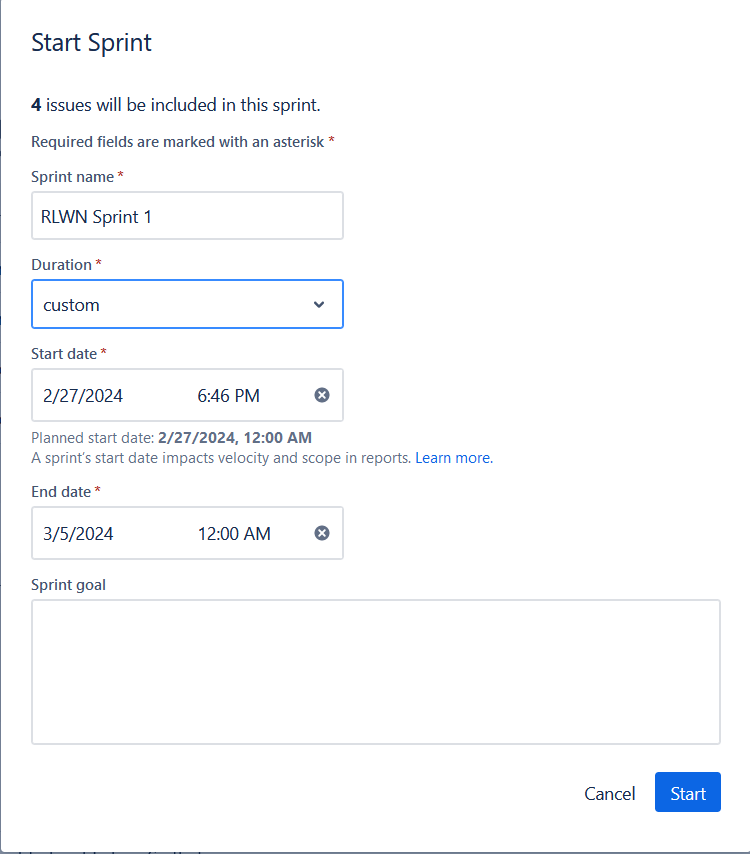 Start Sprint
4 issues will be included in this sprint.
Required fields are marked with an asterisk *
Sprint name *
RLWN Sprint 1
Duration *
custom
Start date *
2/27/2024 6:46 PM
Planned start date: 2/27/2024, 12:00 AM
A sprint's start date impacts velocity and scope in reports. Learn more.
End date *
3/5/2024 12:00 AM
Sprint goal
Cancel Start